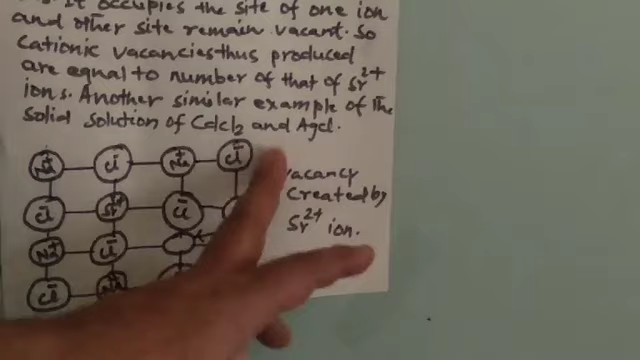 It occupies the site of one ion
and other site remain vacant. So
cationic vacancies thus produced
are equal to number of that of Sr2+
ions. Another similar example of the
solid solution of CdCl2 and AgCl.
Na+ Cl- Na+ Cl-
vacancy
Cl- Sr2+ Cl-
created by
Na+ Cl-
Sr2+ ion.
Cl-